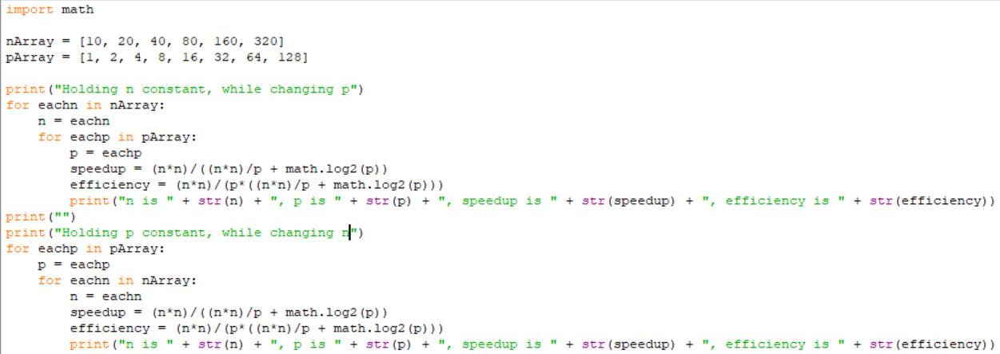 import math

nArray = [10, 20, 40, 80, 160, 320]
pArray = [1, 2, 4, 8, 16, 32, 64, 128]

print("Holding n constant, while changing p")
for eachn in nArray:
    n = eachn
    for eachp in pArray:
        p = eachp
        speedup = (n*n)/((n*n)/p + math.log2(p))
        efficiency = (n*n)/(p*((n*n)/p + math.log2(p)))
        print("n is " + str(n) + ", p is " + str(p) + ", speedup is " + str(speedup) + ", efficiency is " + str(efficiency))
print("")
print("Holding p constant, while changing n")
for eachp in pArray:
    p = eachp
    for eachn in nArray:
        n = eachn
        speedup = (n*n)/((n*n)/p + math.log2(p))
        efficiency = (n*n)/(p*((n*n)/p + math.log2(p)))
        print("n is " + str(n) + ", p is " + str(p) + ", speedup is " + str(speedup) + ", efficiency is " + str(efficiency))